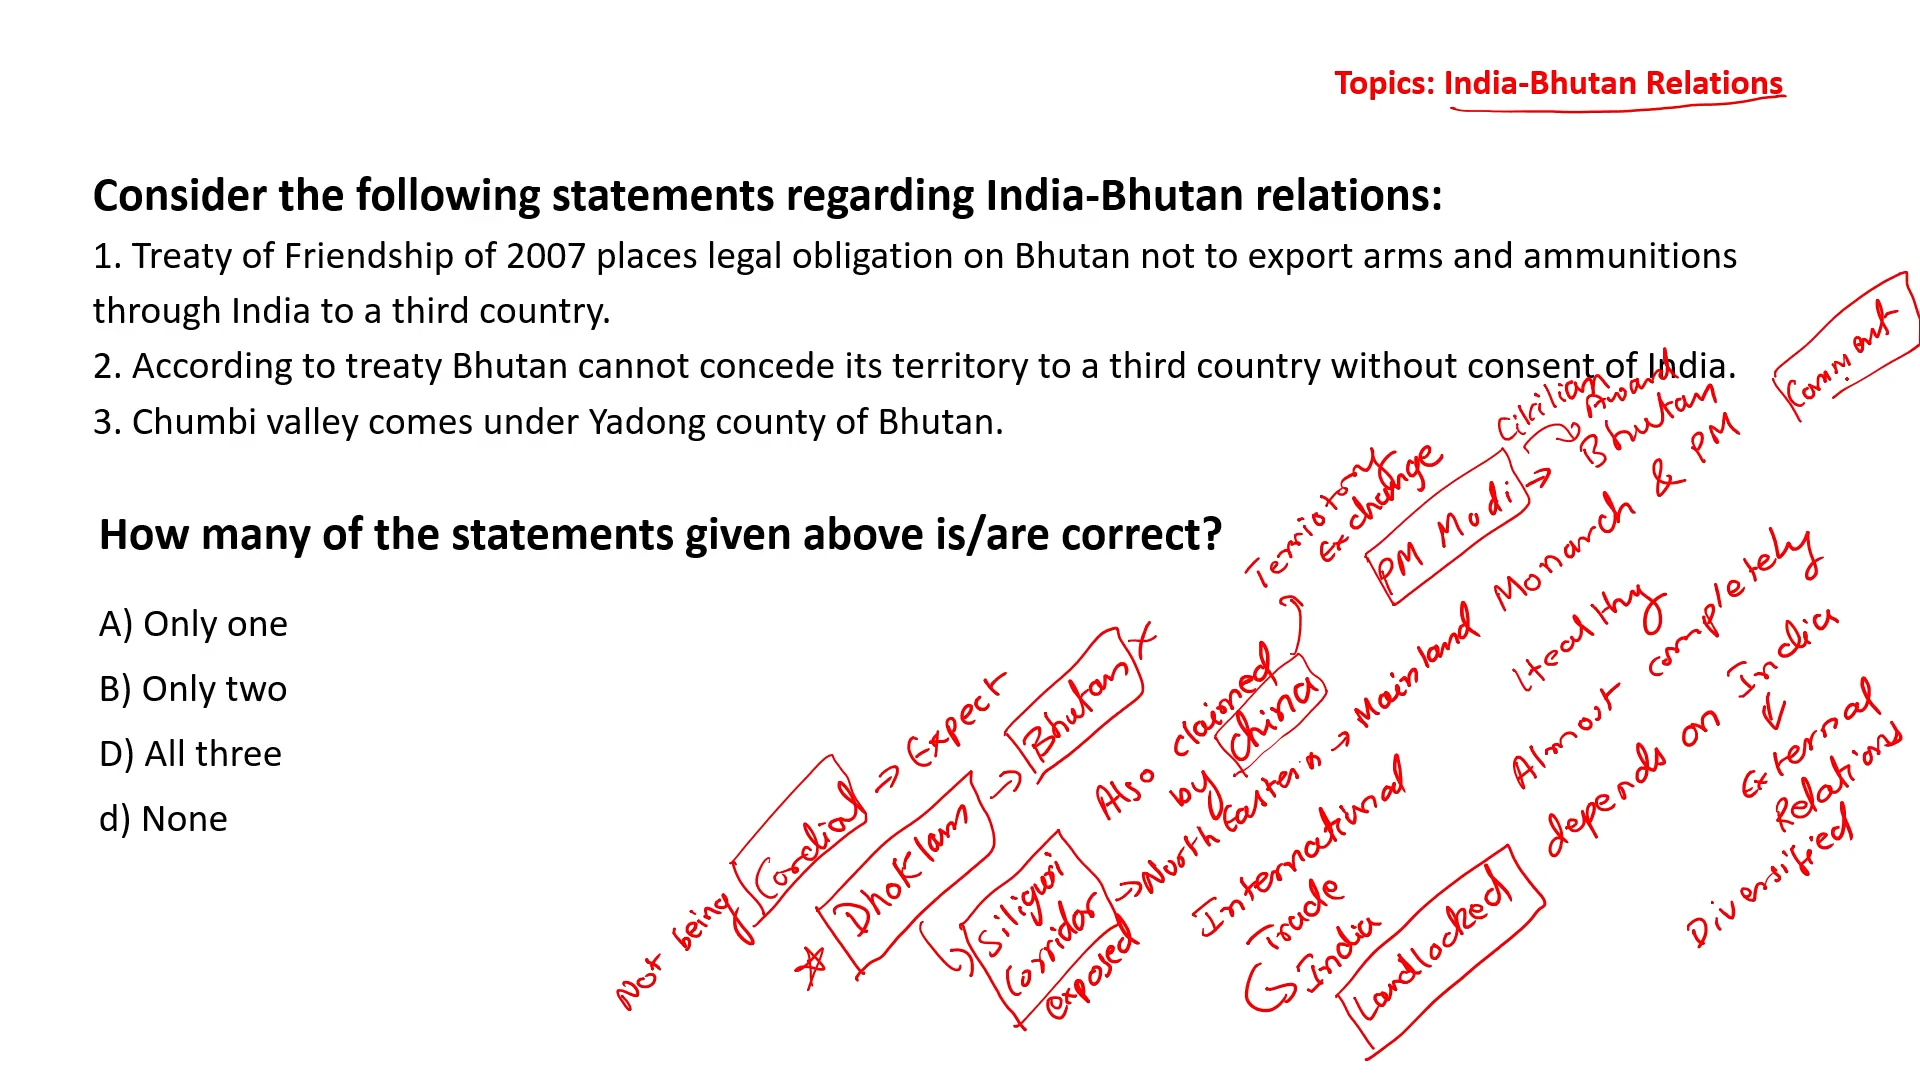 Topics: India-Bhutan Relations
Consider the following statements regarding India-Bhutan relations:
1. Treaty of Friendship of 2007 places legal obligation on Bhutan not to export arms and ammunitions
through India to a third country.
2. According to treaty Bhutan cannot concede its territory to a third country without consent of India.
3. Chumbi valley comes under Yadong county of Bhutan.
How many of the statements given above is/are correct?
A) Only one
B) Only two
D) All three
d) None
Not being Cordial → Expect
Dhoklam → Bhutan
Siliguri
Corridor
exposed
→ North Eastern → Mainland
Also claimed
by China
Territory
Exchange
PM Modi → Bhutan
Civilian
Award
Monarch & PM
Healthy
International
Trade
India
Landlocked
Almost completely
depends on India
External
Relations
Diversified